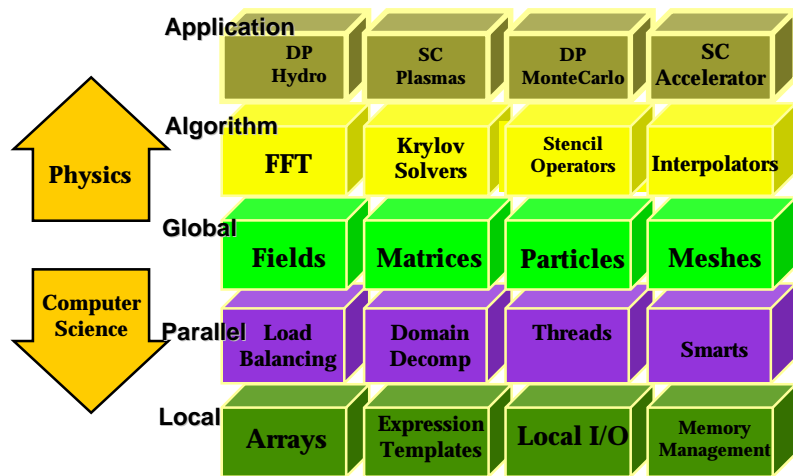 Application
DP
Hydro
SC
Plasmas
DP
MonteCarlo
SC
Accelerator
Algorithm
FFT
Krylov
Solvers
Stencil
Operators
Interpolators
Physics
Global
Fields
Matrices
Particles
Meshes
Computer
Science
Parallel
Load
Balancing
Domain
Decomp
Threads
Smarts
Local
Arrays
Expression
Templates
Local I/O
Memory
Management